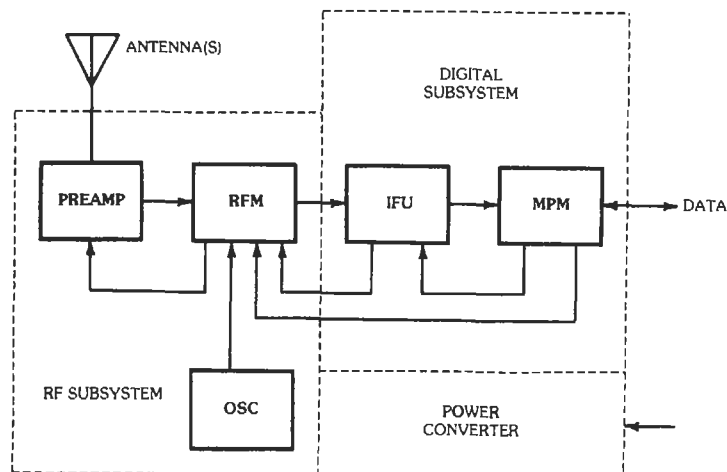 ANTENNA(S)
DIGITAL
SUBSYSTEM
PREAMP
RFM
IFU
MPM
DATA
RF SUBSYSTEM
OSC
POWER
CONVERTER